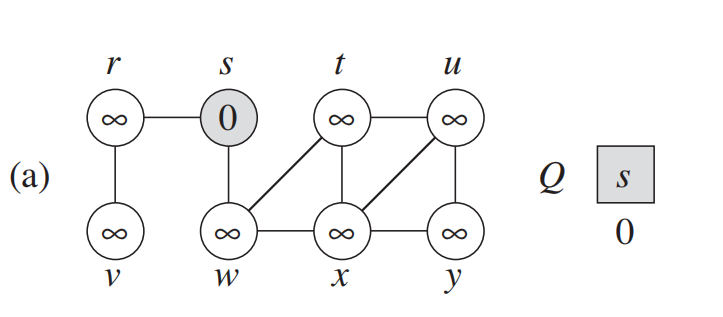 r s t u
∞ 0 ∞ ∞
(a) Q s
∞ ∞ ∞ ∞ 0
v w x y